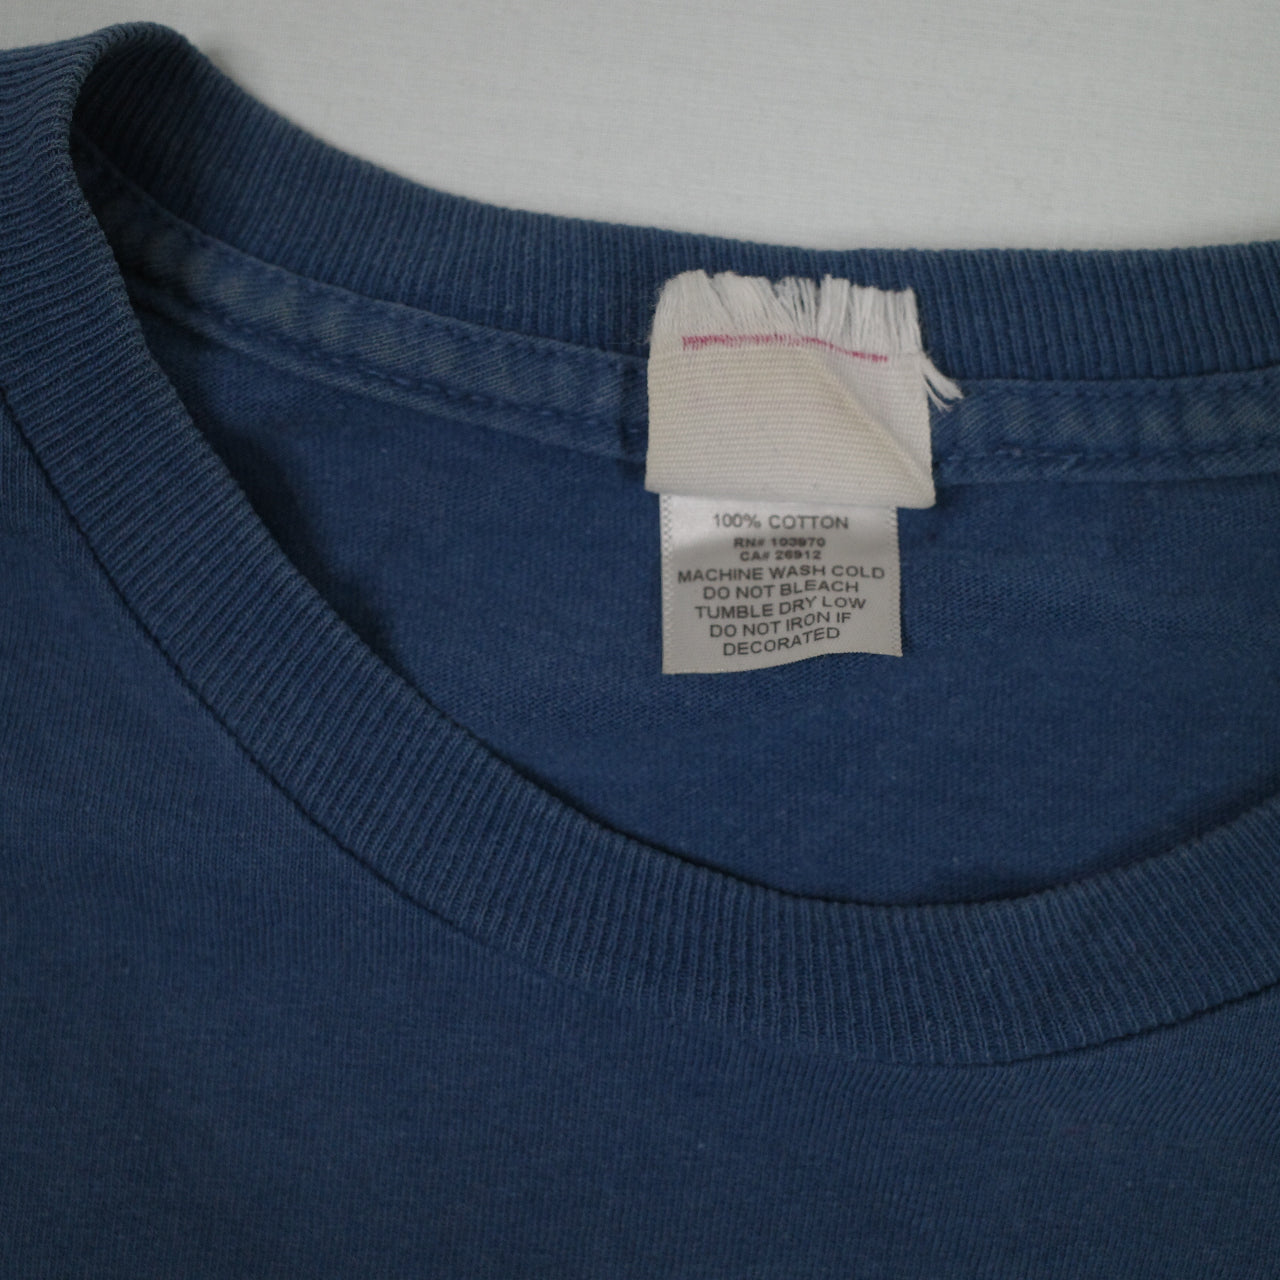 100% COTTON
RN# 103970
CA# 26912
MACHINE WASH COLD
DO NOT BLEACH
TUMBLE DRY LOW
DO NOT IRON IF
DECORATED